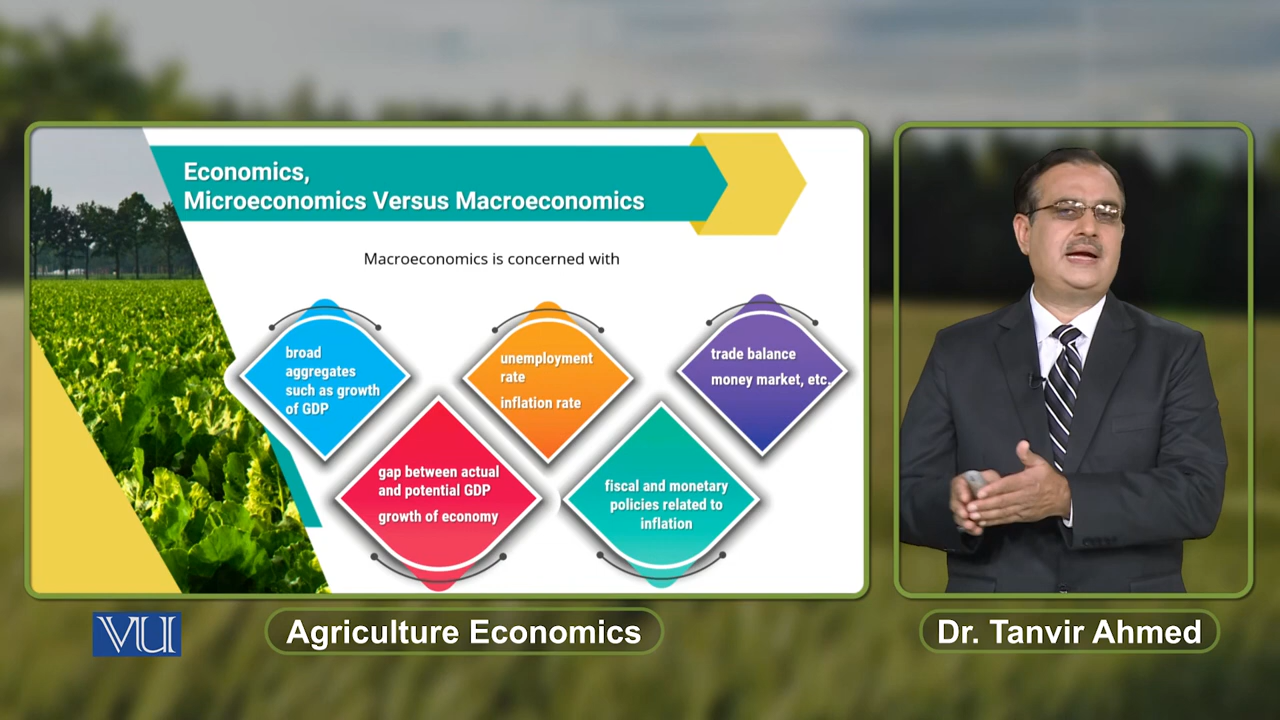 Economics,
Microeconomics Versus Macroeconomics
Macroeconomics is concerned with
broad
aggregates
such as growth
of GDP
gap between actual
and potential GDP
growth of economy
unemployment
rate
inflation rate
fiscal and monetary
policies related to
inflation
trade balance
money market, etc.
VU
Agriculture Economics
Dr. Tanvir Ahmed